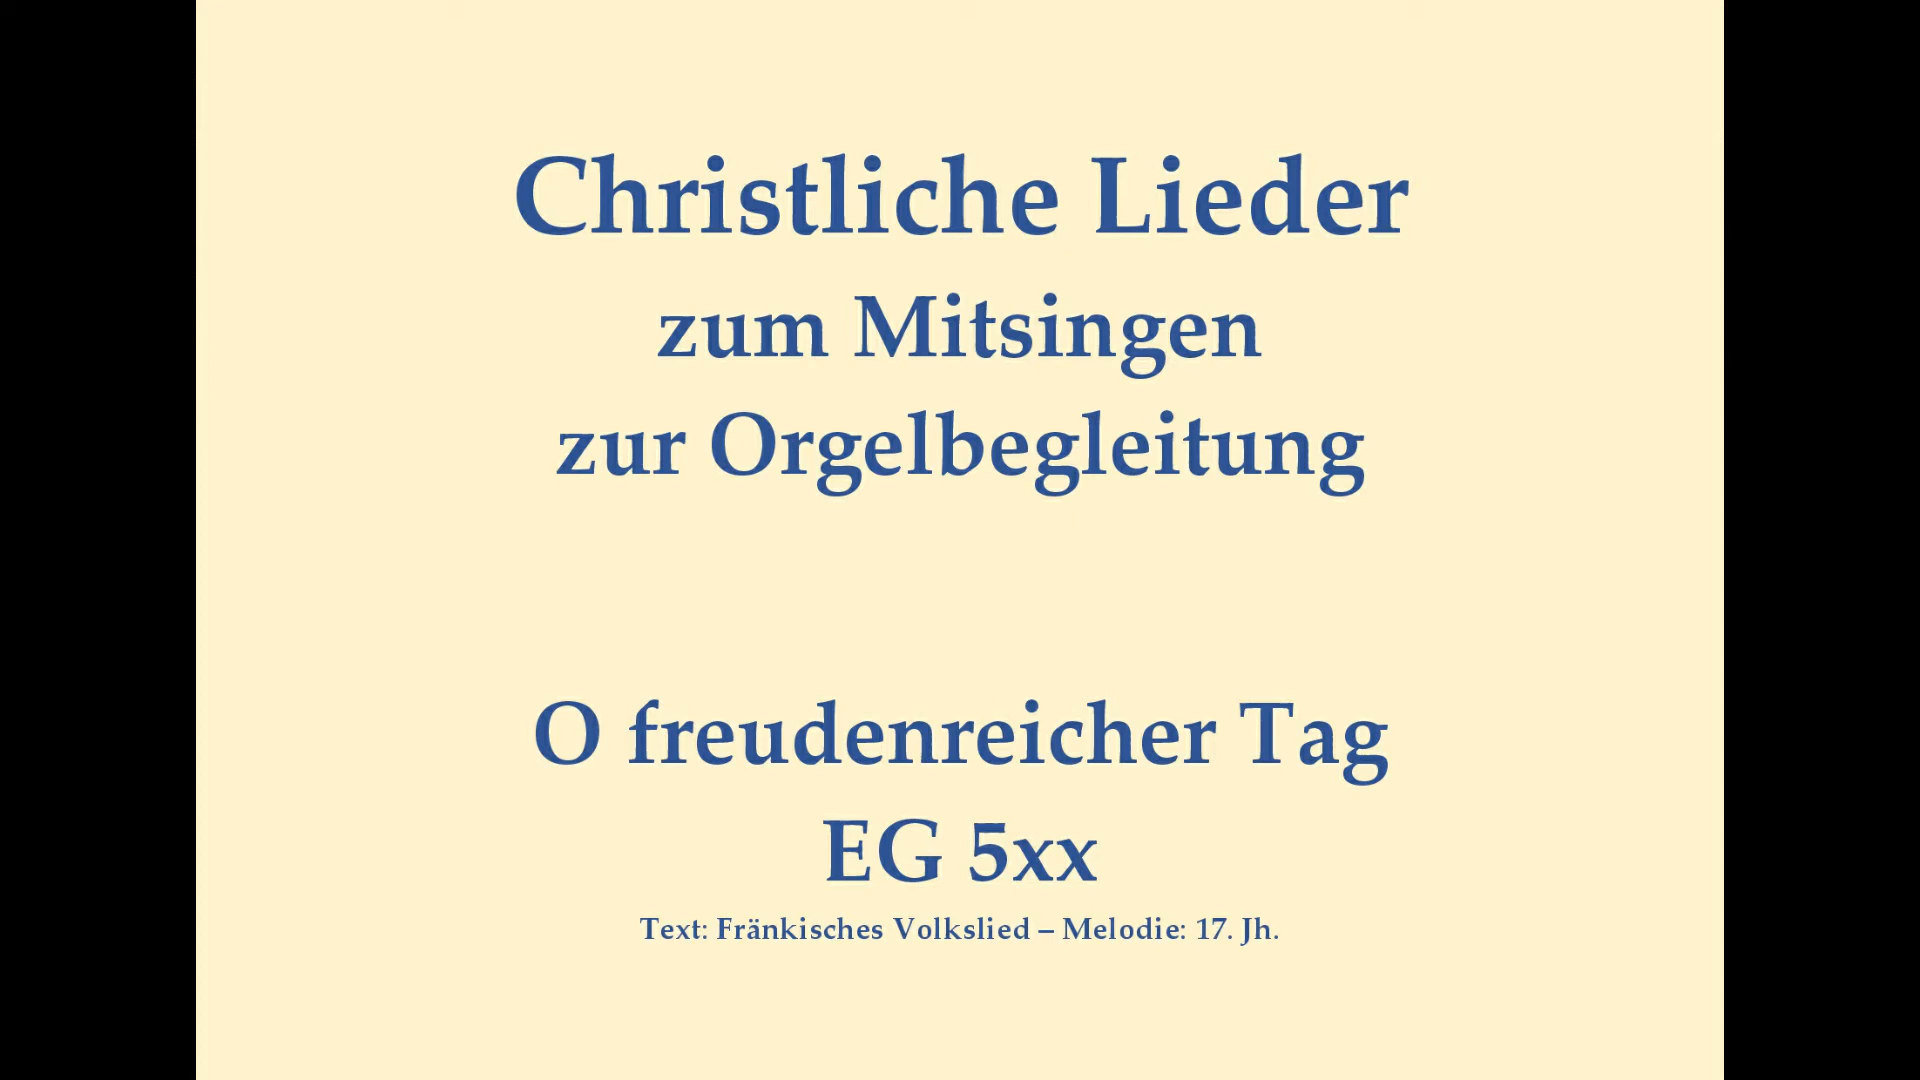 Christliche Lieder
zum Mitsingen
zur Orgelbegleitung
O freudenreicher Tag
EG 5xx
Text: Fränkisches Volkslied – Melodie: 17. Jh.